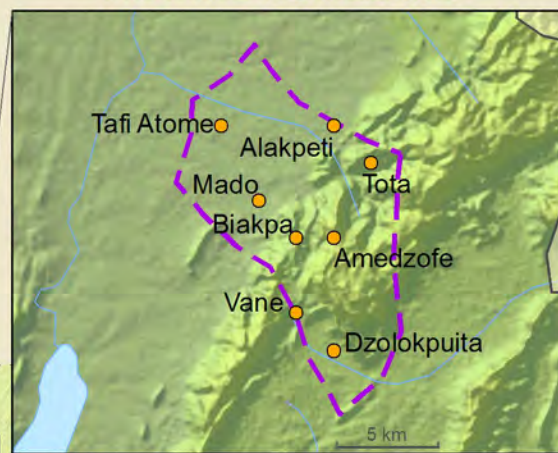 Tafi Atome
Alakpeti
Tota
Mado
Biakpa
Amedzofe
Vane
Dzolokpuita
5 km